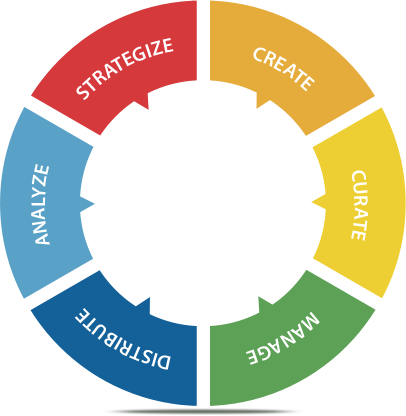 STRATEGIZE
CREATE
CURATE
MANAGE
DISTRIBUTE
ANALYZE